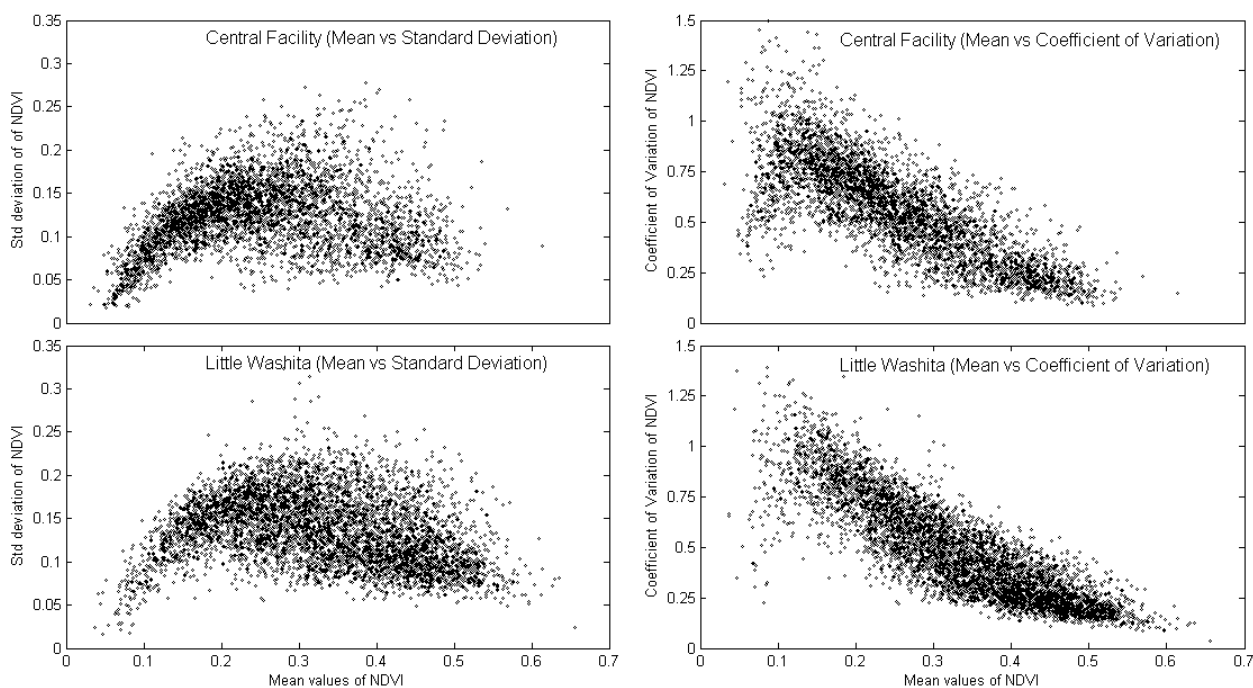 Central Facility (Mean vs Standard Deviation)
0.35
0.3
0.25
0.2
0.15
0.1
0.05
0
Std deviation of of NDVI
Central Facility (Mean vs Coefficient of Variation)
1.5
1.25
1
0.75
0.5
0.25
0
Coefficient of Variation of NDVI
Little Washita (Mean vs Standard Deviation)
0.35
0.3
0.25
0.2
0.15
0.1
0.05
0
Std deviation of NDVI
0 0.1 0.2 0.3 0.4 0.5 0.6 0.7
Mean values of NDVI
Little Washita (Mean vs Coefficient of Variation)
1.5
1.25
1
0.75
0.5
0.25
0
Coefficient of Variation of NDVI
0 0.1 0.2 0.3 0.4 0.5 0.6 0.7
Mean values of NDVI